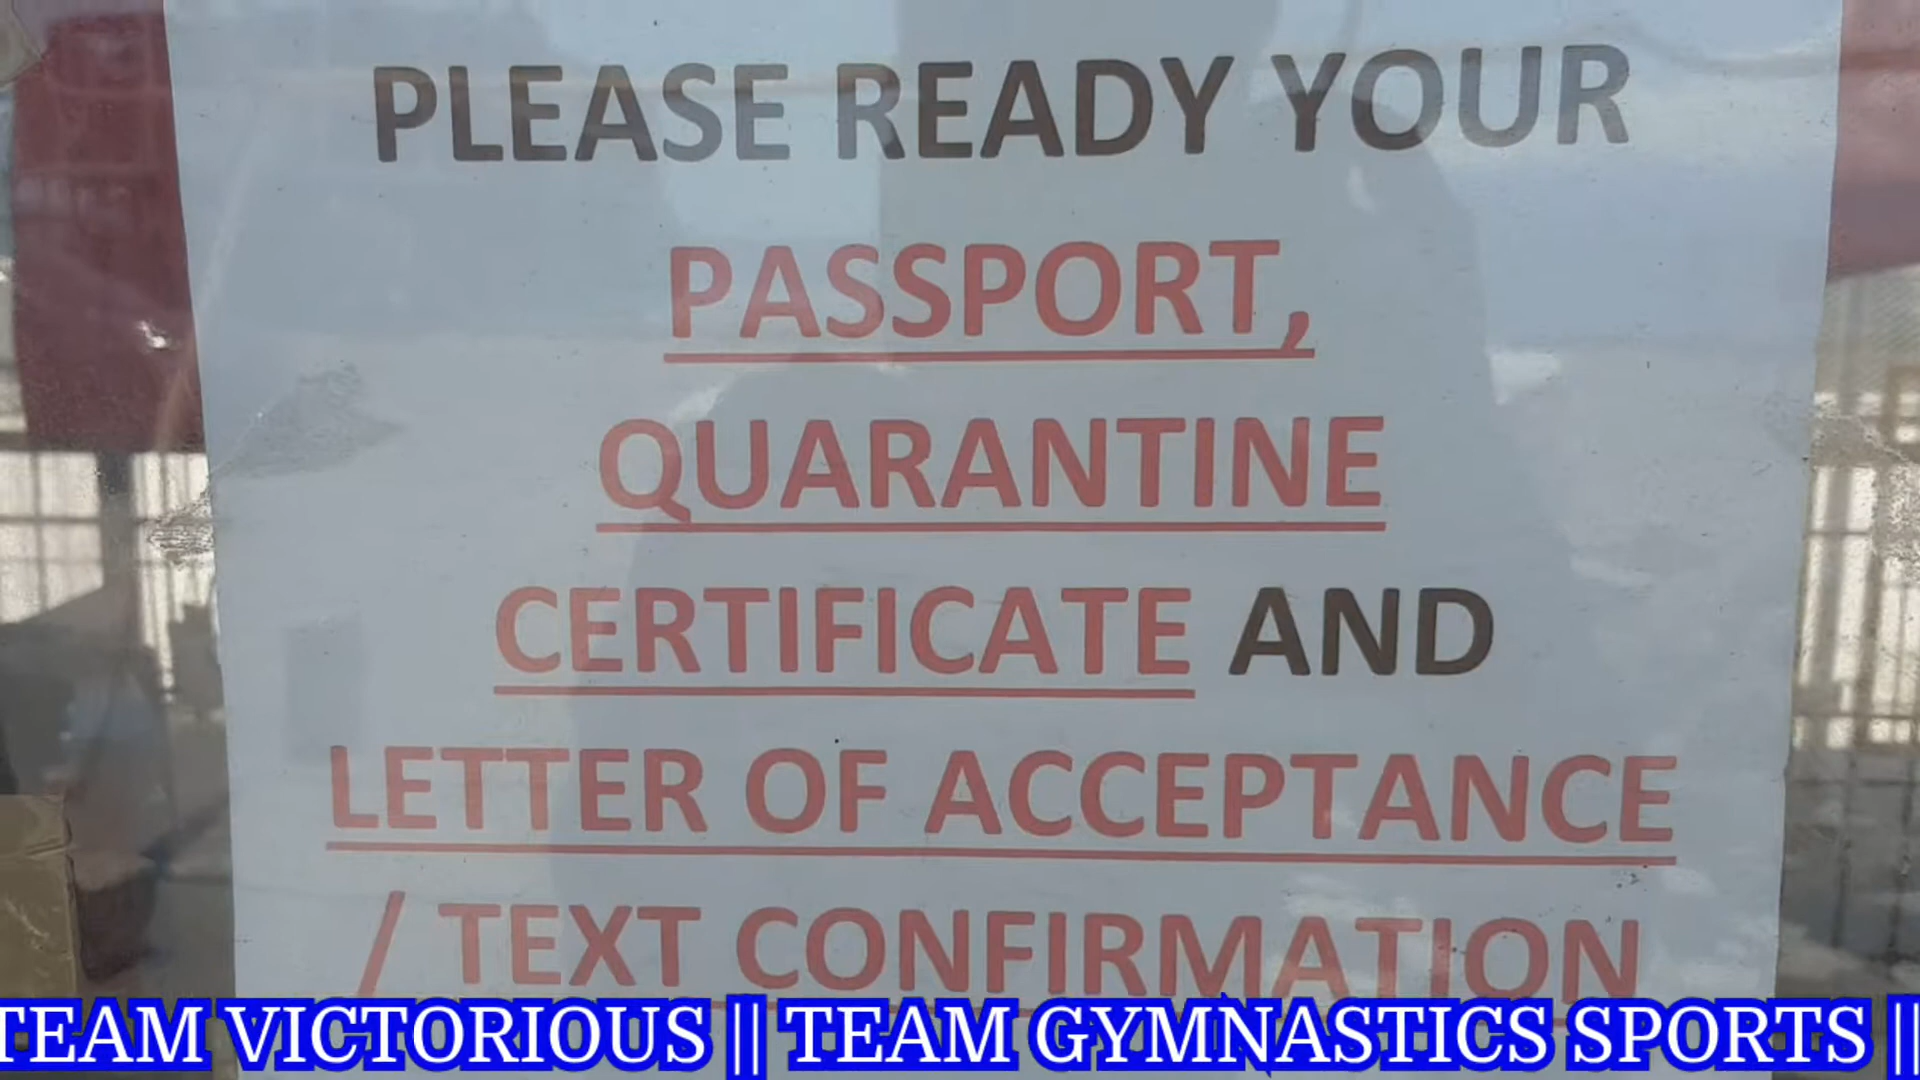 PLEASE READY YOUR
PASSPORT,
QUARANTINE
CERTIFICATE AND
LETTER OF ACCEPTANCE
/ TEXT CONFIRMATION
TEAM VICTORIOUS || TEAM GYMNASTICS SPORTS ||